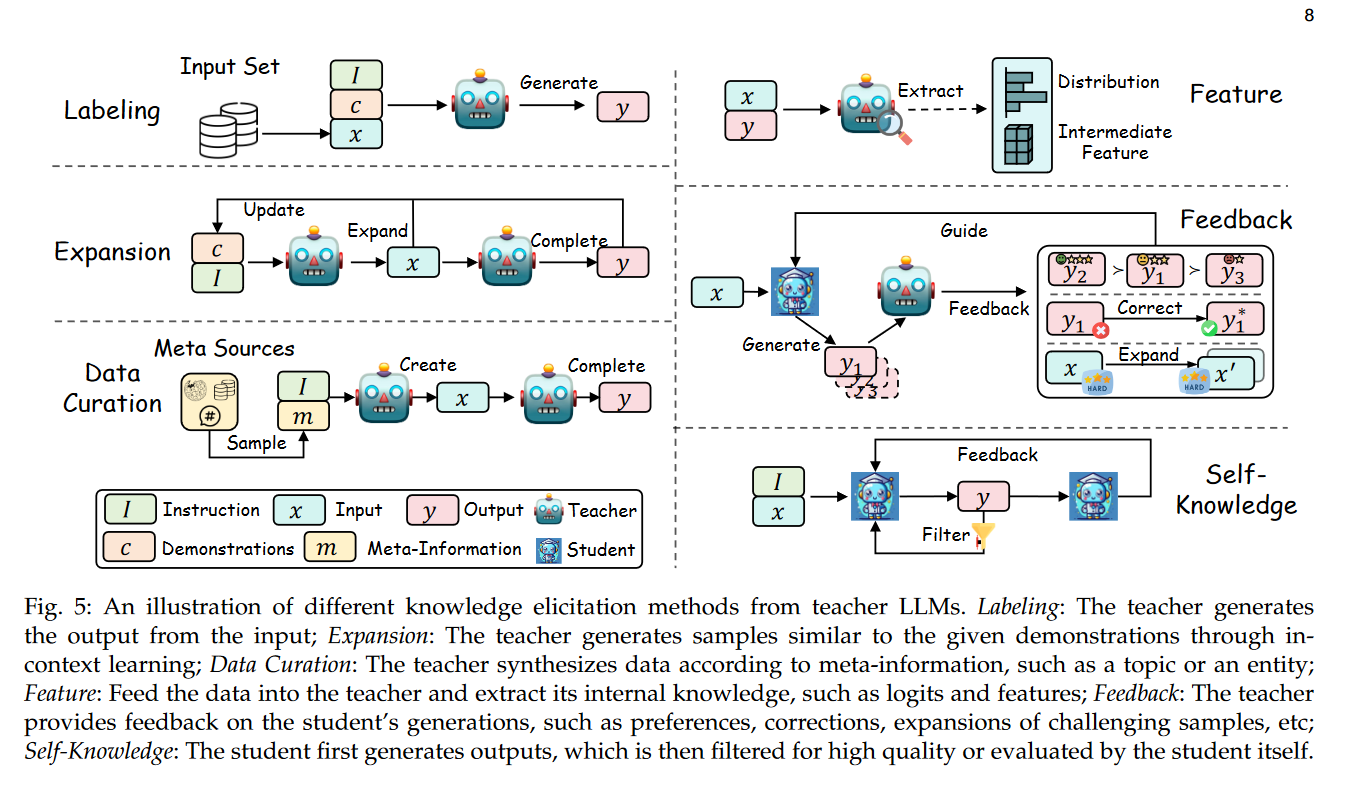 8
Labeling
Input Set
I
c
x
Generate
y
Expansion
Update
c
I
Expand
x
Complete
y
Data
Curation
Meta Sources
#
Sample
I
m
Create
x
Complete
y
I Instruction x Input y Output Teacher
c Demonstrations m Meta-Information Student
x
y
Extract
Distribution
Intermediate
Feature
Feature
Feedback
Guide
x
Generate
y1
y2
y3
Feedback
y2 ≻ y1 ≻ y3
y1 Correct y1*
x HARD Expand HARD x′
Self-
Knowledge
I
x
Feedback
y
Filter
Fig. 5: An illustration of different knowledge elicitation methods from teacher LLMs. Labeling: The teacher generates
the output from the input; Expansion: The teacher generates samples similar to the given demonstrations through in-
context learning; Data Curation: The teacher synthesizes data according to meta-information, such as a topic or an entity;
Feature: Feed the data into the teacher and extract its internal knowledge, such as logits and features; Feedback: The teacher
provides feedback on the student's generations, such as preferences, corrections, expansions of challenging samples, etc;
Self-Knowledge: The student first generates outputs, which is then filtered for high quality or evaluated by the student itself.